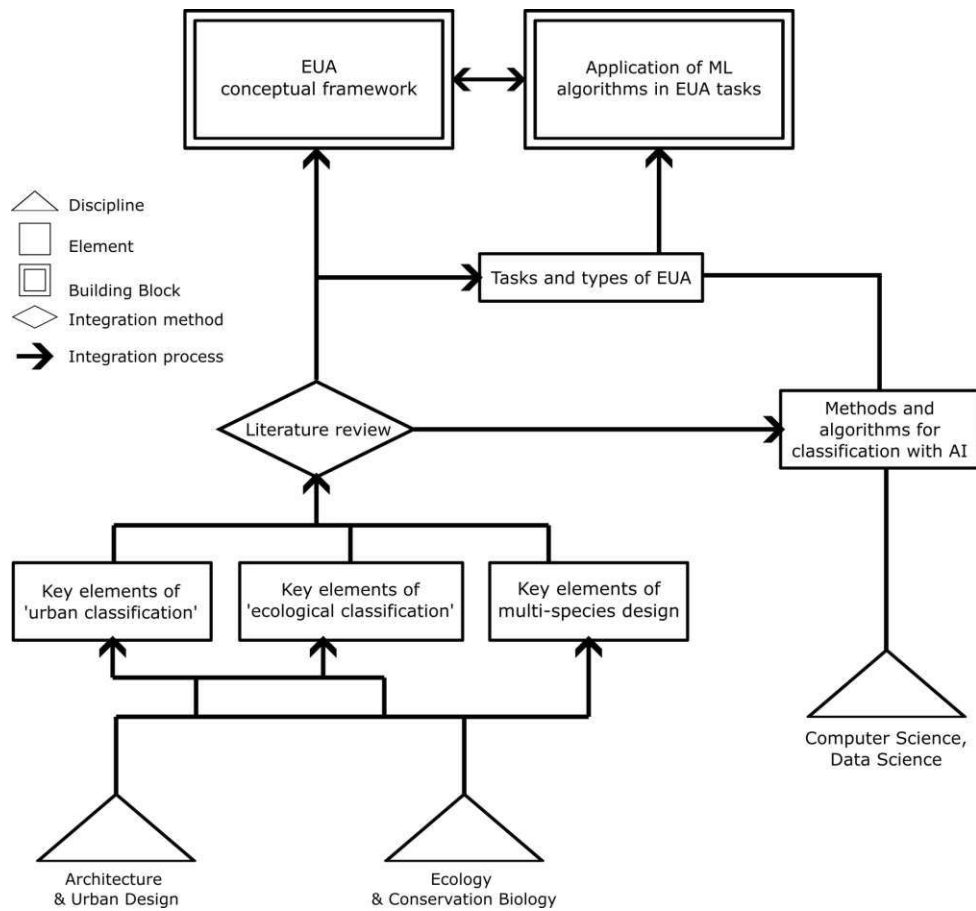 EUA
conceptual framework
Application of ML
algorithms in EUA tasks
Discipline
Element
Building Block
Integration method
Integration process
Tasks and types of EUA
Literature review
Methods and
algorithms for
classification with AI
Key elements of
'urban classification'
Key elements of
'ecological classification'
Key elements of
multi-species design
Computer Science,
Data Science
Architecture
& Urban Design
Ecology
& Conservation Biology